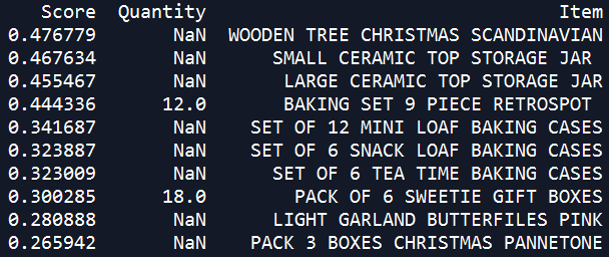 Score Quantity Item
0.476779 NaN WOODEN TREE CHRISTMAS SCANDINAVIAN
0.467634 NaN SMALL CERAMIC TOP STORAGE JAR
0.455467 NaN LARGE CERAMIC TOP STORAGE JAR
0.444336 12.0 BAKING SET 9 PIECE RETROSPOT
0.341687 NaN SET OF 12 MINI LOAF BAKING CASES
0.323887 NaN SET OF 6 SNACK LOAF BAKING CASES
0.323009 NaN SET OF 6 TEA TIME BAKING CASES
0.300285 18.0 PACK OF 6 SWEETIE GIFT BOXES
0.280888 NaN LIGHT GARLAND BUTTERFILES PINK
0.265942 NaN PACK 3 BOXES CHRISTMAS PANNETONE